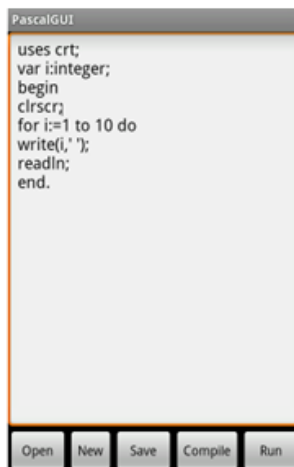 PascalGUI
uses crt;
var i:integer;
begin
clrscr;
for i:=1 to 10 do
write(i,' ');
readln;
end.
Open New Save Compile Run